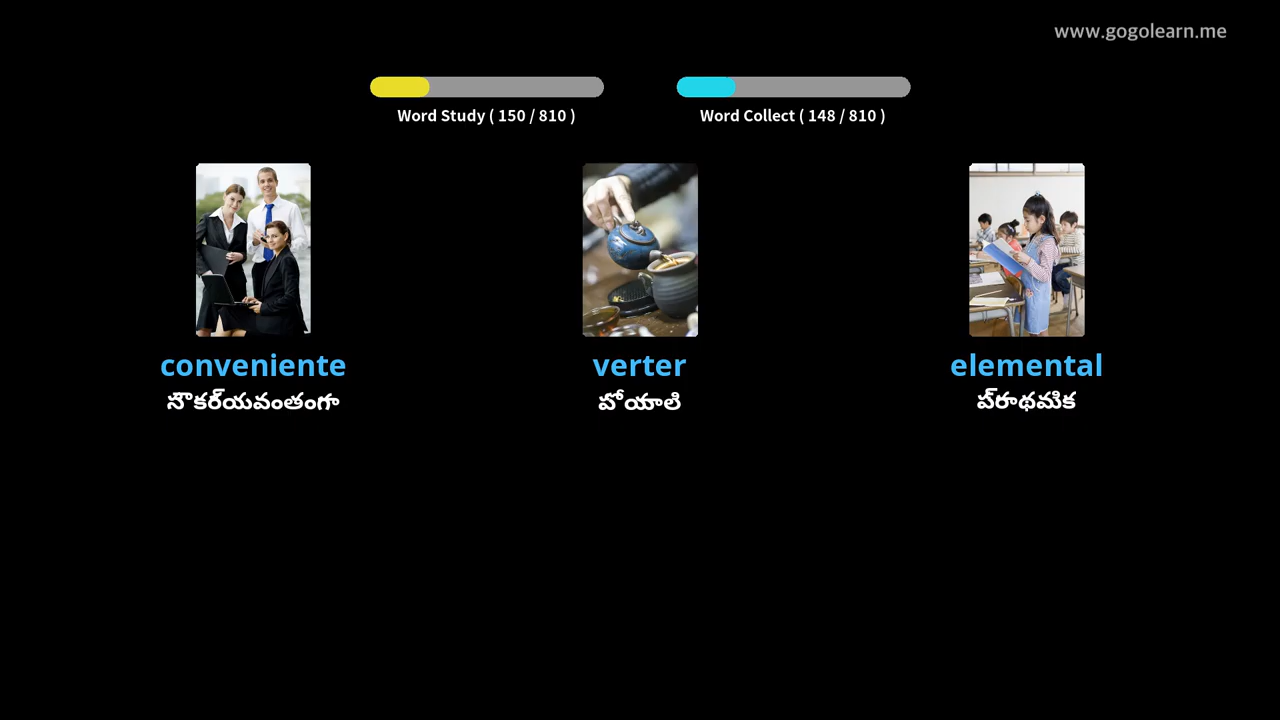 www.gogolearn.me
Word Study ( 150 / 810 )
Word Collect ( 148 / 810 )
conveniente
verter
elemental
సౌకర్‌యవంతంగా
పోయాలి
ప్‌రాథమిక